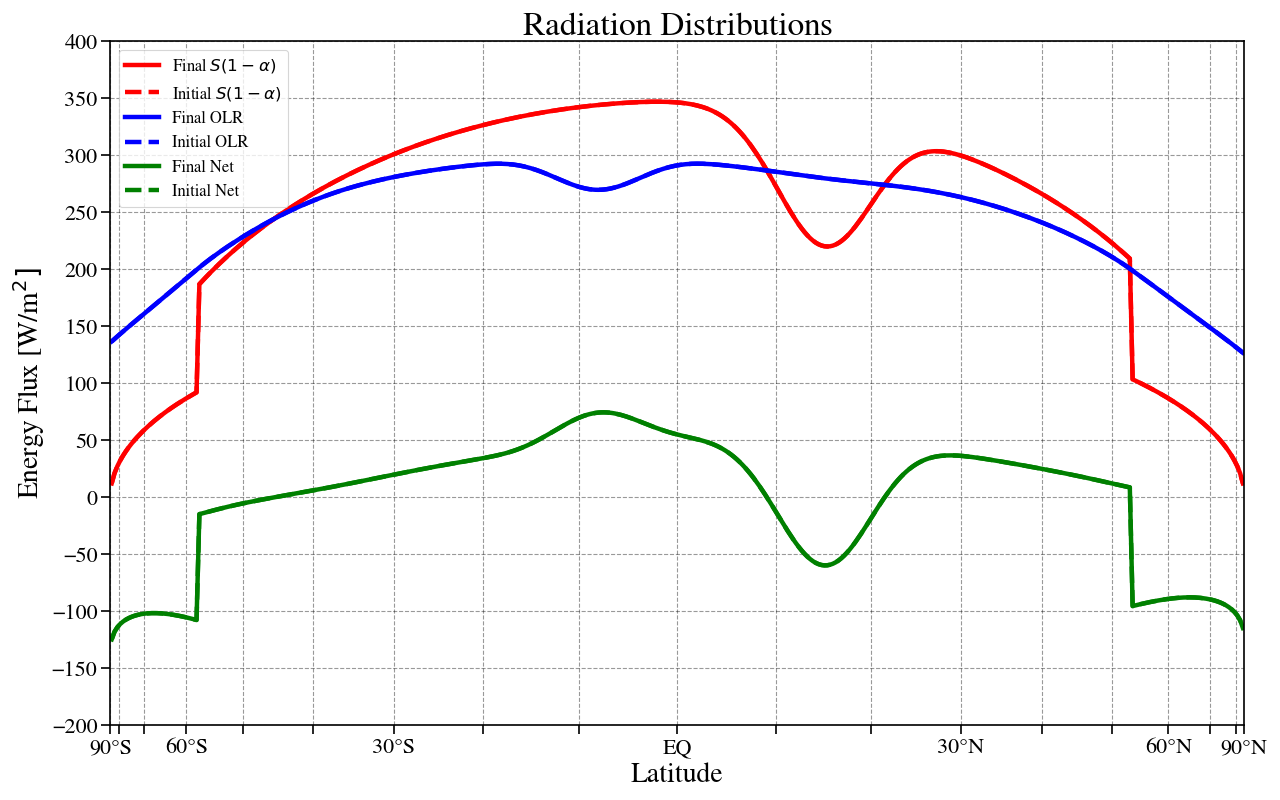 Radiation Distributions
400
350
300
250
200
150
100
50
0
−50
−100
−150
−200
Energy Flux [W/m²]
Final S(1 − α)
Initial S(1 − α)
Final OLR
Initial OLR
Final Net
Initial Net
90°S 60°S 30°S EQ 30°N 60°N 90°N
Latitude